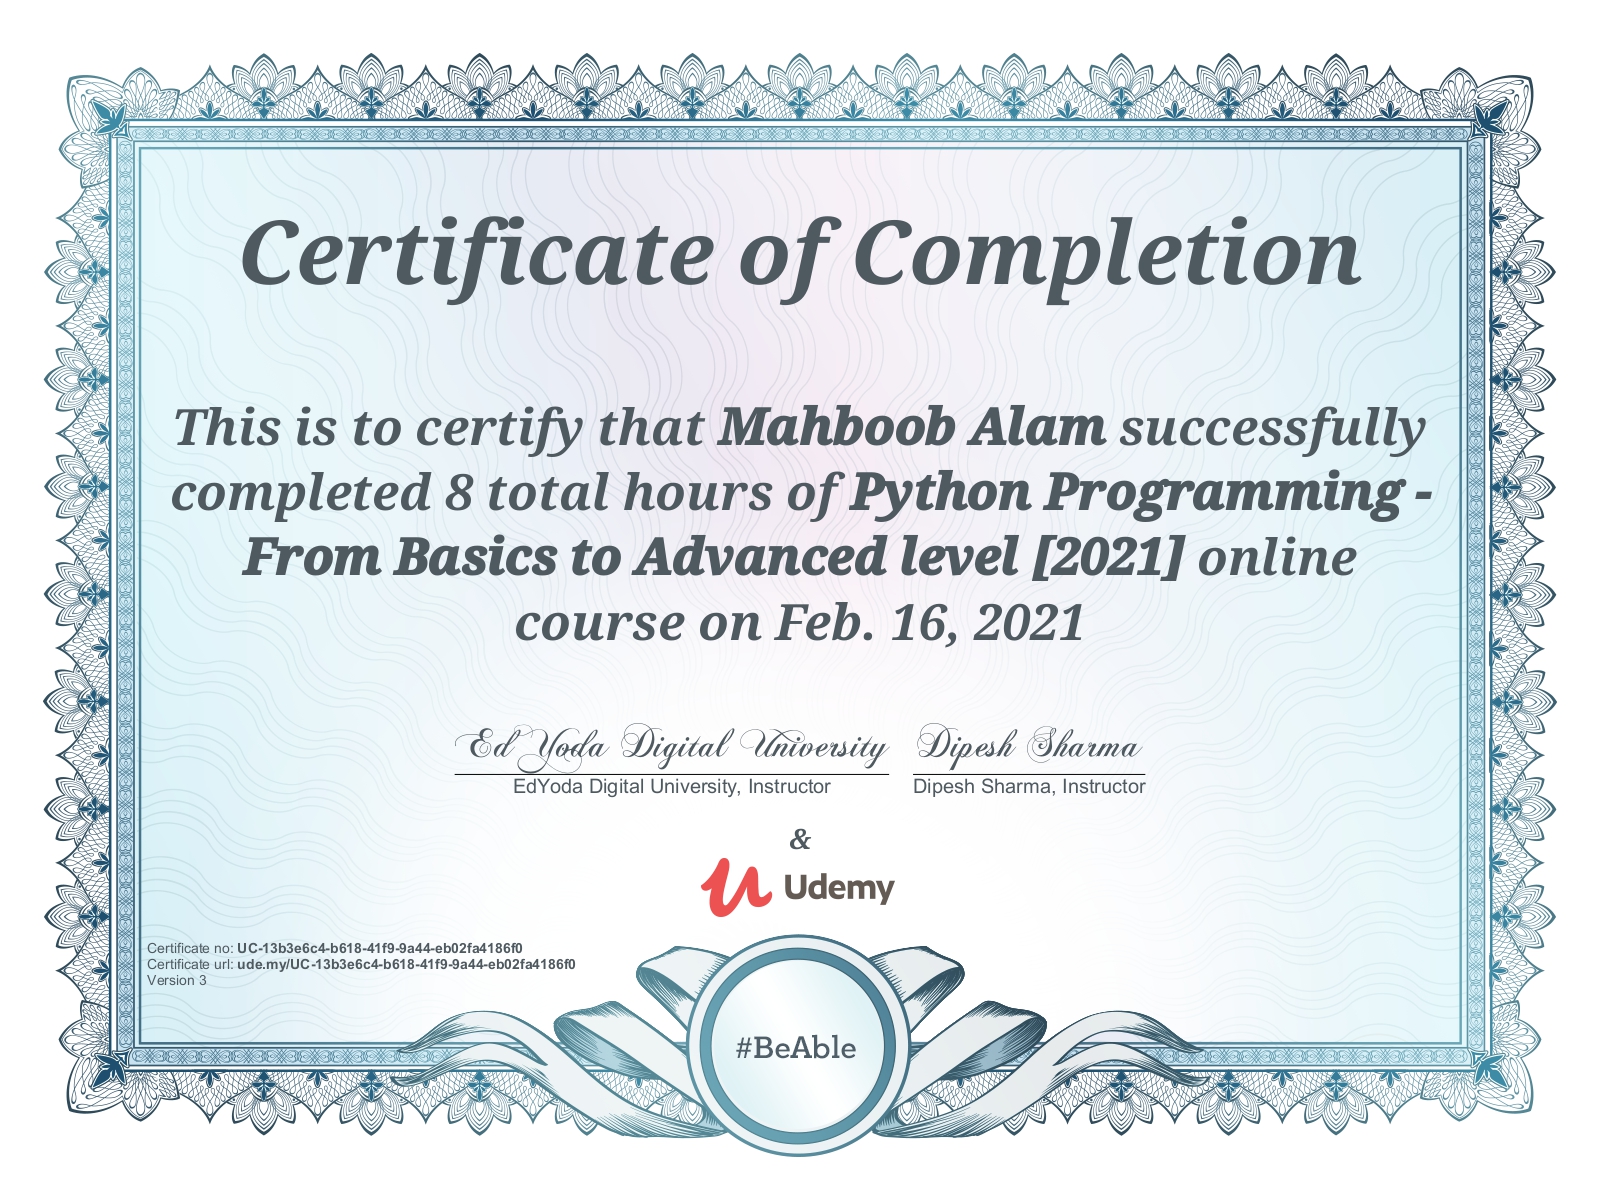 Certificate of Completion
This is to certify that Mahboob Alam successfully
completed 8 total hours of Python Programming -
From Basics to Advanced level [2021] online
course on Feb. 16, 2021
Ed Yoda Digital University Dipesh Sharma
EdYoda Digital University, Instructor Dipesh Sharma, Instructor
&
Udemy
Certificate no: UC-13b3e6c4-b618-41f9-9a44-eb02fa4186f0
Certificate url: ude.my/UC-13b3e6c4-b618-41f9-9a44-eb02fa4186f0
Version 3
#BeAble